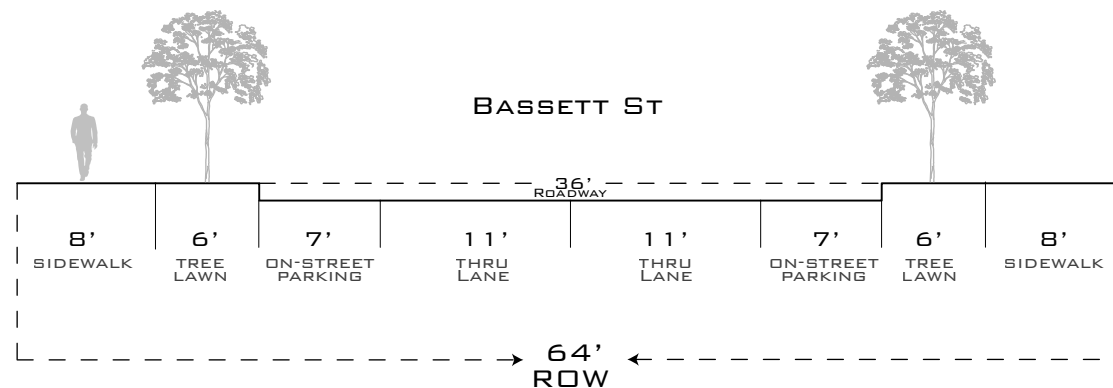 BASSETT ST
36'
ROADWAY
8' 6' 7' 11' 11' 7' 6' 8'
SIDEWALK TREE ON-STREET THRU THRU ON-STREET TREE SIDEWALK
LAWN PARKING LANE LANE PARKING LAWN
64'
ROW